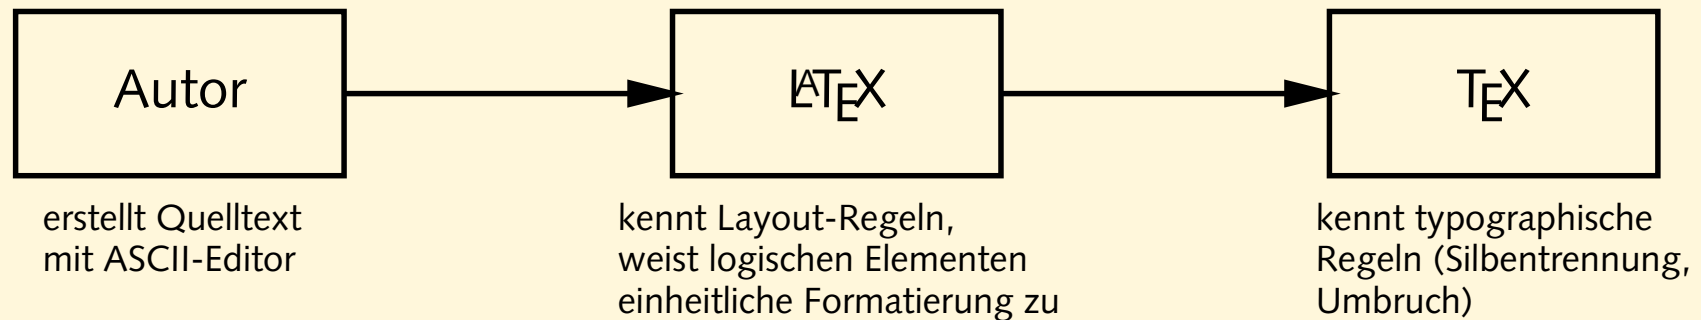 Autor
LATEX
TEX
erstellt Quelltext
mit ASCII-Editor
kennt Layout-Regeln,
weist logischen Elementen
einheitliche Formatierung zu
kennt typographische
Regeln (Silbentrennung,
Umbruch)